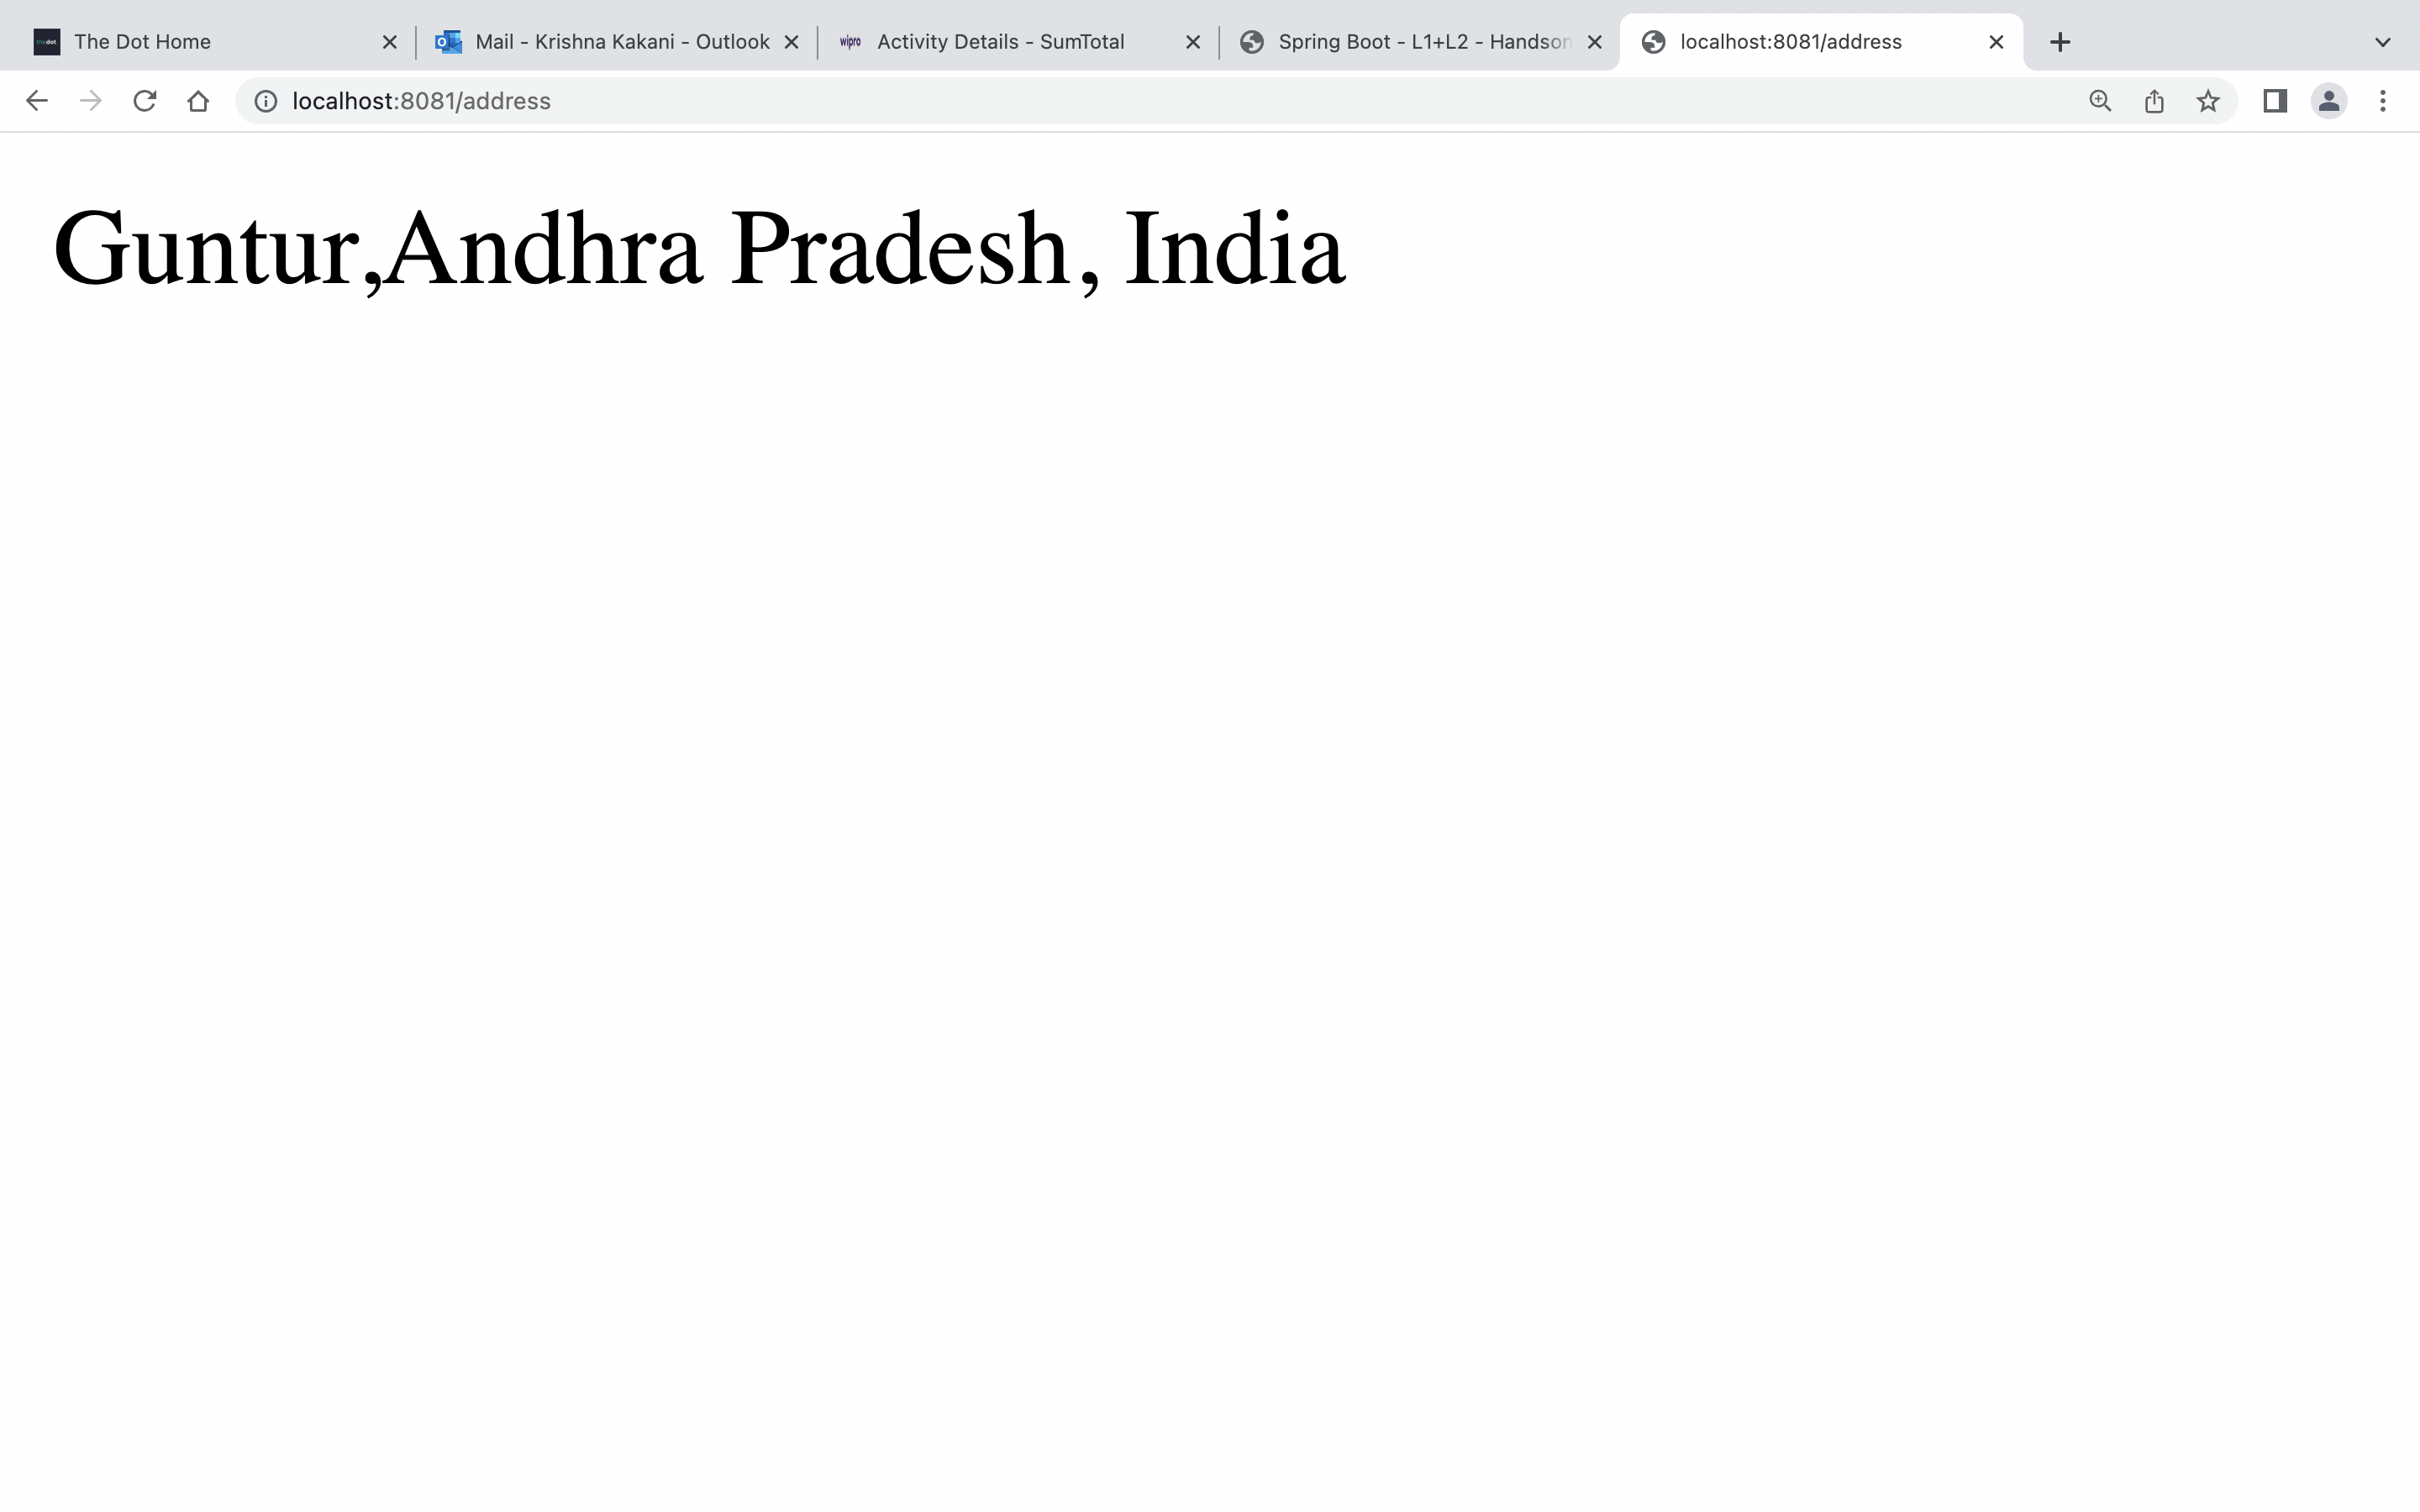 The Dot Home
Mail - Krishna Kakani - Outlook
wipro
Activity Details - SumTotal
Spring Boot - L1+L2 - Handson
localhost:8081/address
localhost:8081/address
Guntur,Andhra Pradesh, India